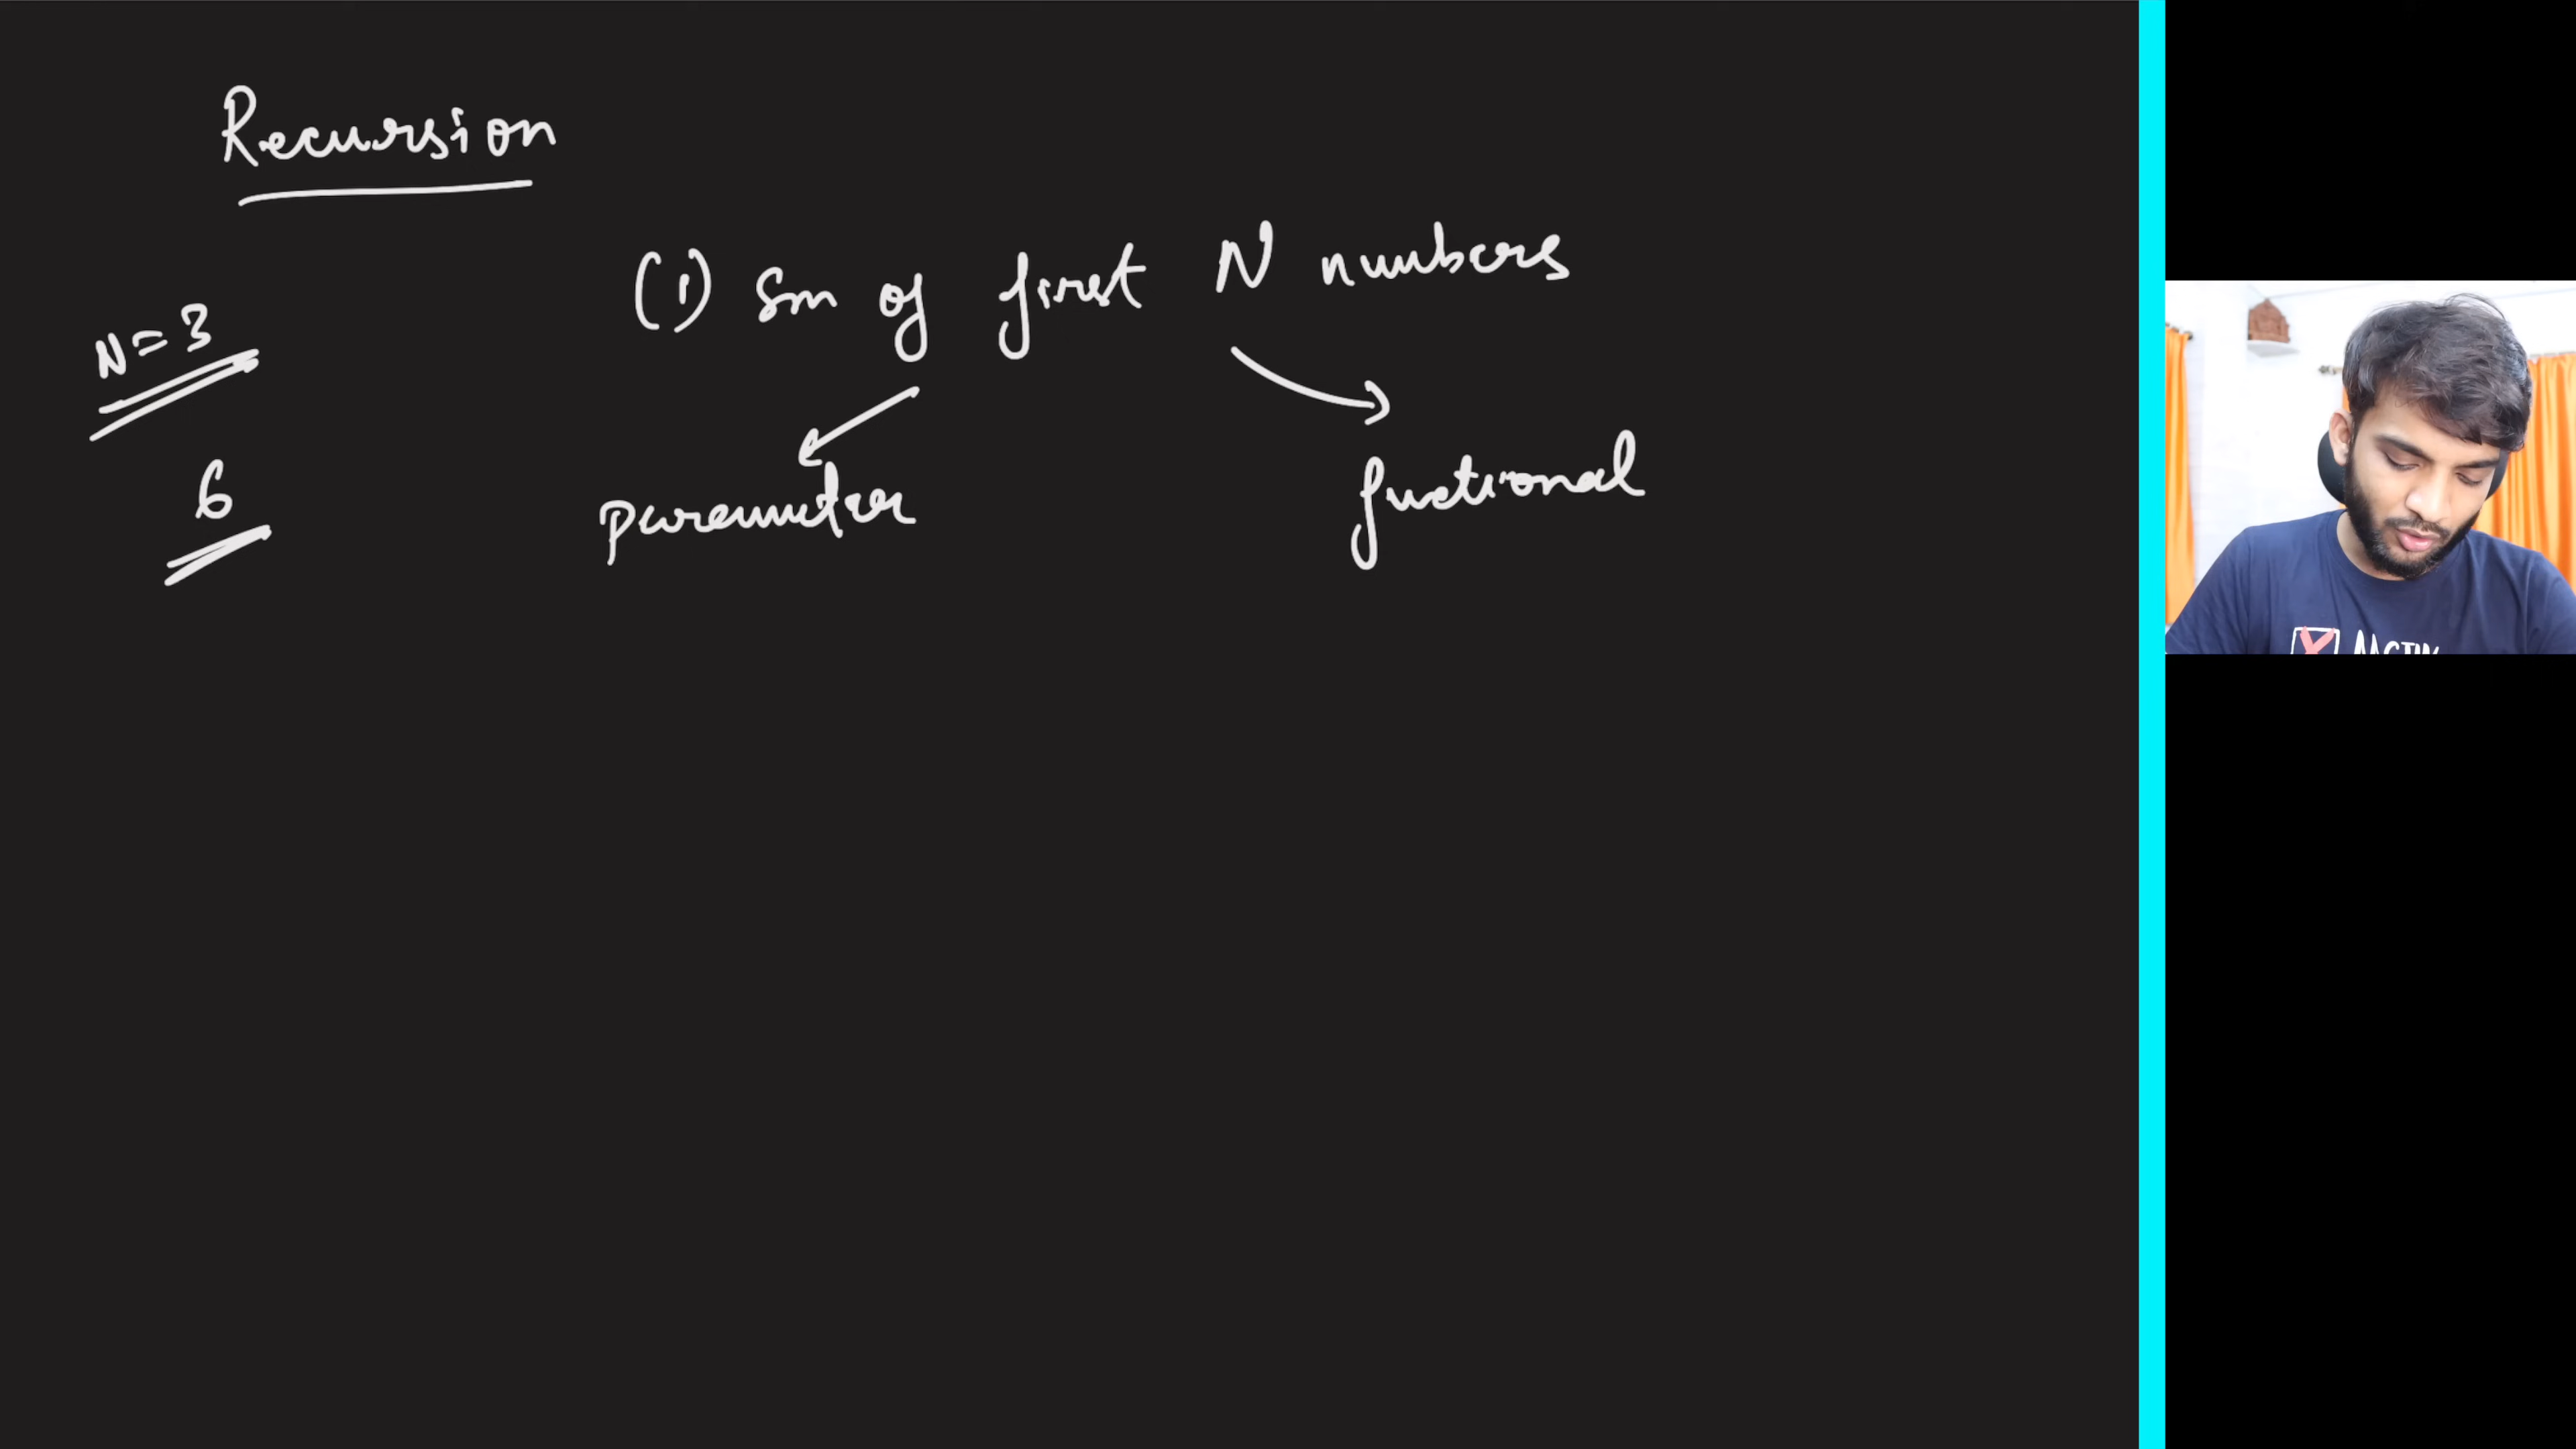 Recursion
(1) Sm of first N numbers
N=3
parameter
fuctional
6